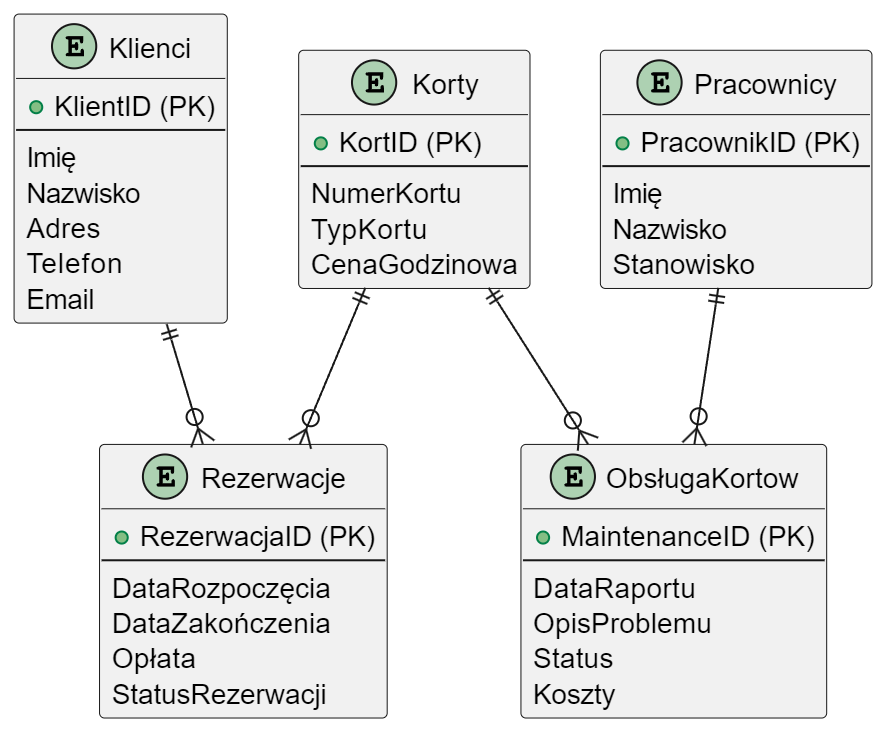 E Klienci
KlientID (PK)
Imię
Nazwisko
Adres
Telefon
Email
E Korty
KortID (PK)
NumerKortu
TypKortu
CenaGodzinowa
E Pracownicy
PracownikID (PK)
Imię
Nazwisko
Stanowisko
E Rezerwacje
RezerwacjaID (PK)
DataRozpoczęcia
DataZakończenia
Opłata
StatusRezerwacji
E ObsługaKortow
MaintenanceID (PK)
DataRaportu
OpisProblemu
Status
Koszty